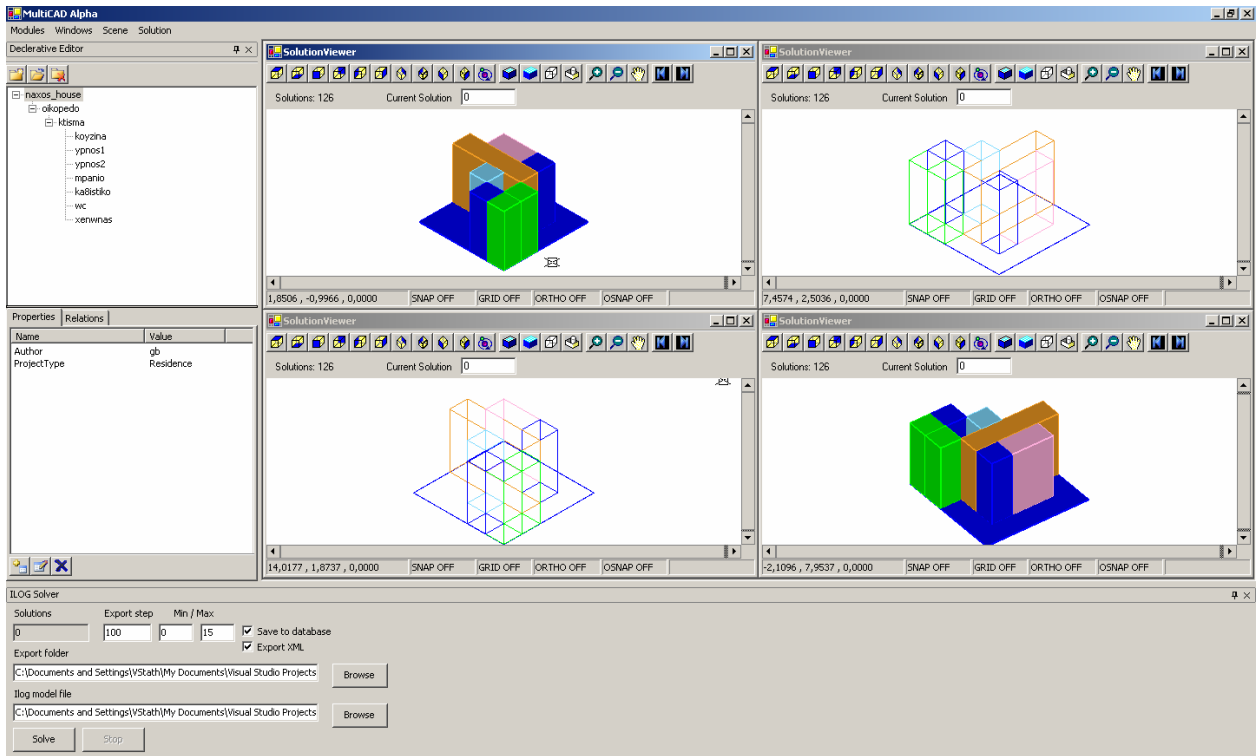 MultiCAD Alpha
Modules Windows Scene Solution
Declerative Editor
naxos_house
oikopedo
ktisma
koyzina
ypnos1
ypnos2
mpanio
ka8istiko
wc
xenwnas
Properties Relations
Name Value
Author gb
ProjectType Residence
SolutionViewer
Solutions: 126 Current Solution 0
1,8506 , -0,9966 , 0,0000 SNAP OFF GRID OFF ORTHO OFF OSNAP OFF
SolutionViewer
Solutions: 126 Current Solution 0
7,4574 , 2,5036 , 0,0000 SNAP OFF GRID OFF ORTHO OFF OSNAP OFF
SolutionViewer
Solutions: 126 Current Solution 0
14,0177 , 1,8737 , 0,0000 SNAP OFF GRID OFF ORTHO OFF OSNAP OFF
SolutionViewer
Solutions: 126 Current Solution 0
-2,1096 , 7,9537 , 0,0000 SNAP OFF GRID OFF ORTHO OFF OSNAP OFF
ILOG Solver
Solutions Export step Min / Max
0 100 0 15 Save to database
Export XML
Export folder
C:\Documents and Settings\VStath\My Documents\Visual Studio Projects Browse
Ilog model file
C:\Documents and Settings\VStath\My Documents\Visual Studio Projects Browse
Solve Stop